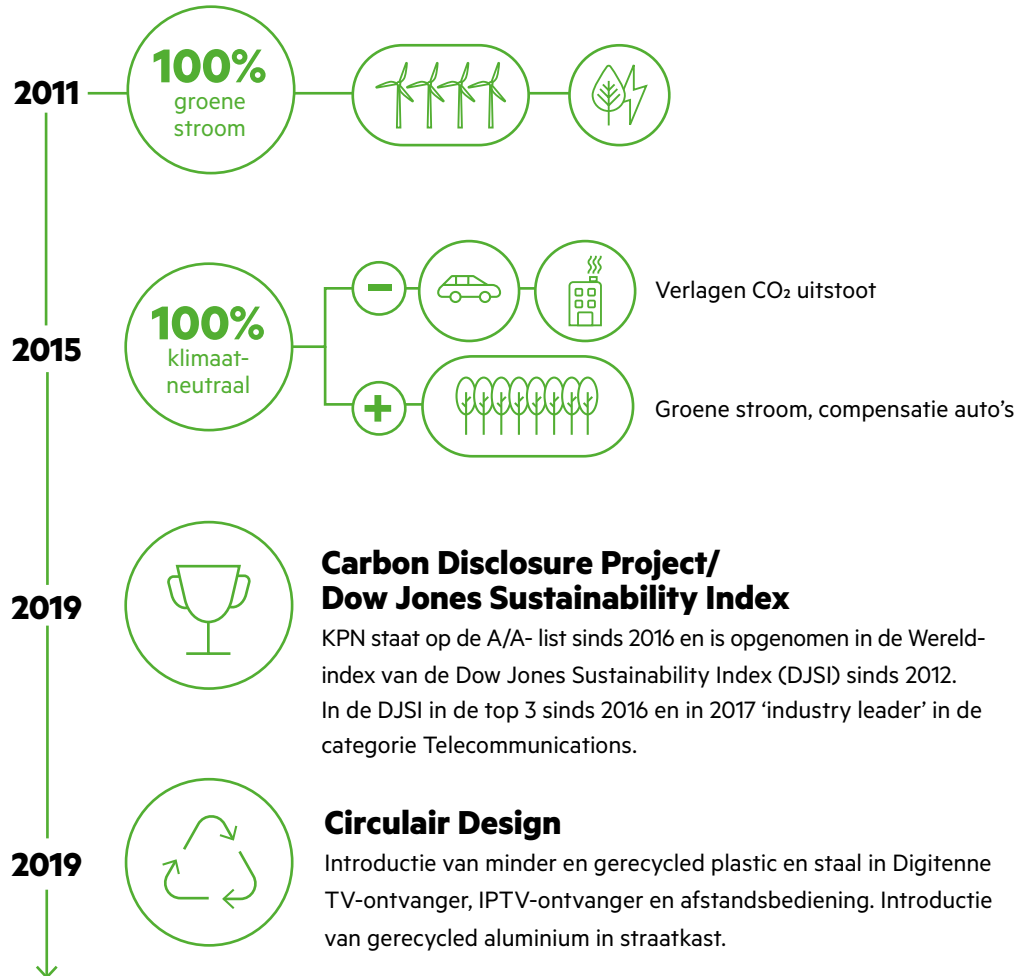 2011
100%
groene
stroom
2015
100%
klimaat-
neutraal
Verlagen CO₂ uitstoot
Groene stroom, compensatie auto's
2019
Carbon Disclosure Project/
Dow Jones Sustainability Index
KPN staat op de A/A- list sinds 2016 en is opgenomen in de Wereld-
index van de Dow Jones Sustainability Index (DJSI) sinds 2012.
In de DJSI in de top 3 sinds 2016 en in 2017 ‘industry leader’ in de
categorie Telecommunications.
2019
Circulair Design
Introductie van minder en gerecycled plastic en staal in Digitenne
TV-ontvanger, IPTV-ontvanger en afstandsbediening. Introductie
van gerecycled aluminium in straatkast.